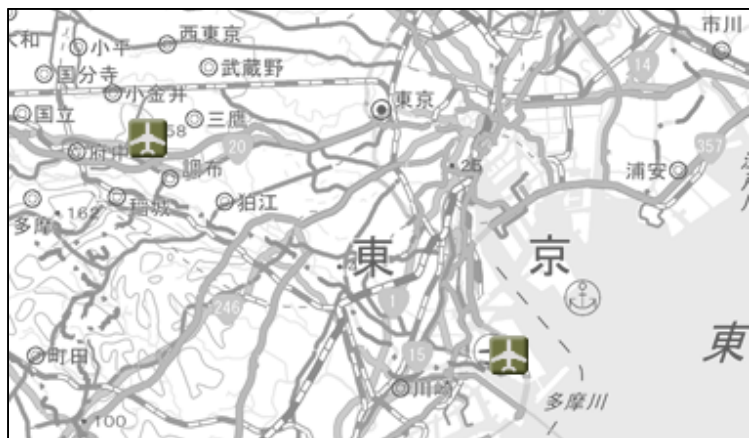 西東京
市川
小平
国分寺
武蔵野
14
小金井
東京
国立
58
三鷹
20
府中
調布
・25
浦安
357
稲城
狛江
・162
多摩
東京
246
1
東
町田
15
川崎
多摩川
・100